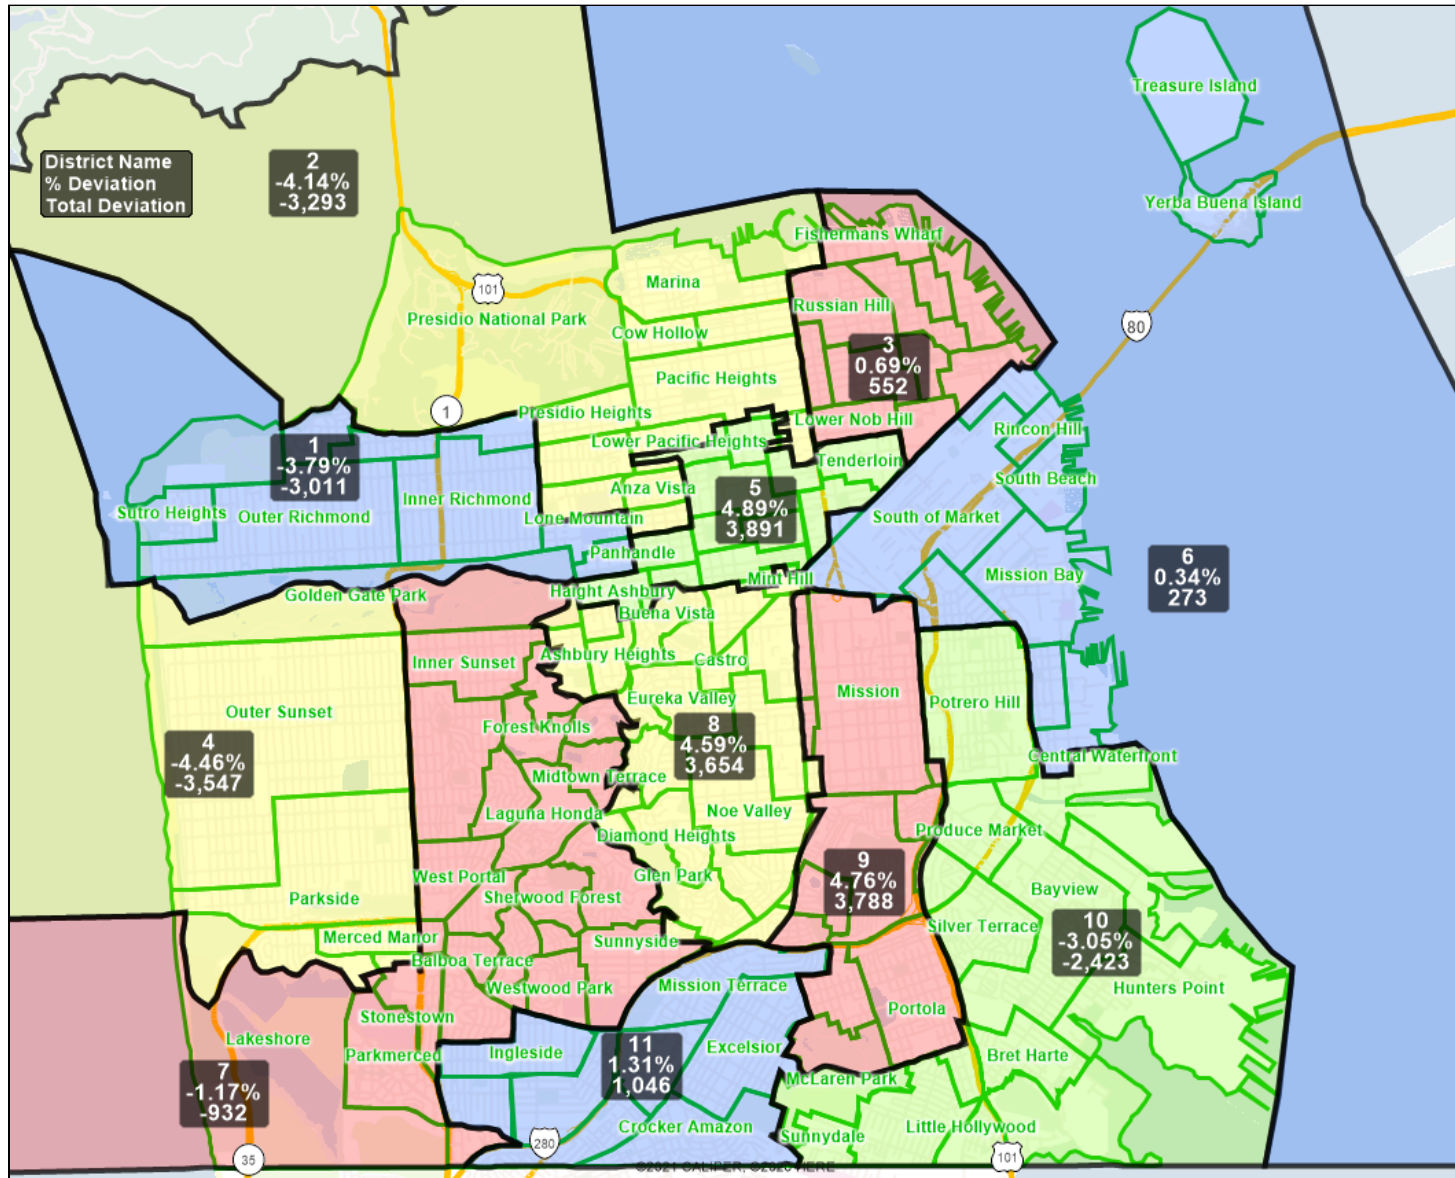 Treasure Island
District Name
% Deviation
Total Deviation
2
-4.14%
-3,293
Yerba Buena Island
Fishermans Wharf
Marina
101
Presidio National Park
Russian Hill
80
Cow Hollow
3
0.69%
552
Pacific Heights
1
Presidio Heights
Lower Nob Hill
Rincon Hill
Lower Pacific Heights
1
-3.79%
-3,011
Tenderloin
South Beach
Anza Vista
5
4.89%
3,891
Inner Richmond
Sutro Heights
Outer Richmond
Lone Mountain
South of Market
Panhandle
6
0.34%
273
Mission Bay
Mint Hill
Golden Gate Park
Haight Ashbury
Buena Vista
Ashbury Heights
Castro
Inner Sunset
Mission
Eureka Valley
Potrero Hill
Outer Sunset
Forest Knolls
8
4.59%
3,654
4
-4.46%
-3,547
Central Waterfront
Midtown Terrace
Laguna Honda
Noe Valley
Diamond Heights
Produce Market
9
4.76%
3,788
West Portal
Glen Park
Bayview
Parkside
Sherwood Forest
10
-3.05%
-2,423
Silver Terrace
Merced Manor
Sunnyside
Balboa Terrace
Westwood Park
Mission Terrace
Hunters Point
Portola
Stonestown
Lakeshore
Parkmerced
Ingleside
11
1.31%
1,046
Excelsior
Bret Harte
7
-1.17%
-932
McLaren Park
Crocker Amazon
Sunnydale
Little Hollywood
280
35
101
©2021 CALIPER; ©2020 HERE